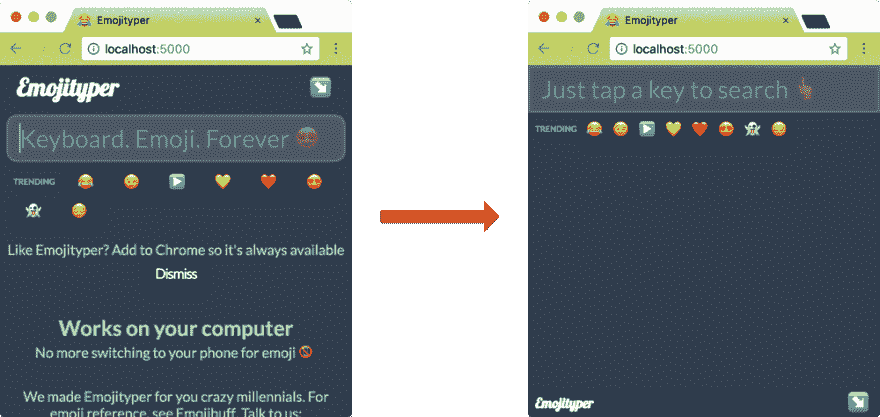 Emojityper
localhost:5000
Emojityper
Keyboard. Emoji. Forever
TRENDING
Like Emojityper? Add to Chrome so it's always available
Dismiss
Works on your computer
No more switching to your phone for emoji 🚫
We made Emojityper for you crazy millennials. For
emoji reference, see Emojibuff. Talk to us:
Emojityper
localhost:5000
Just tap a key to search
TRENDING
Emojityper